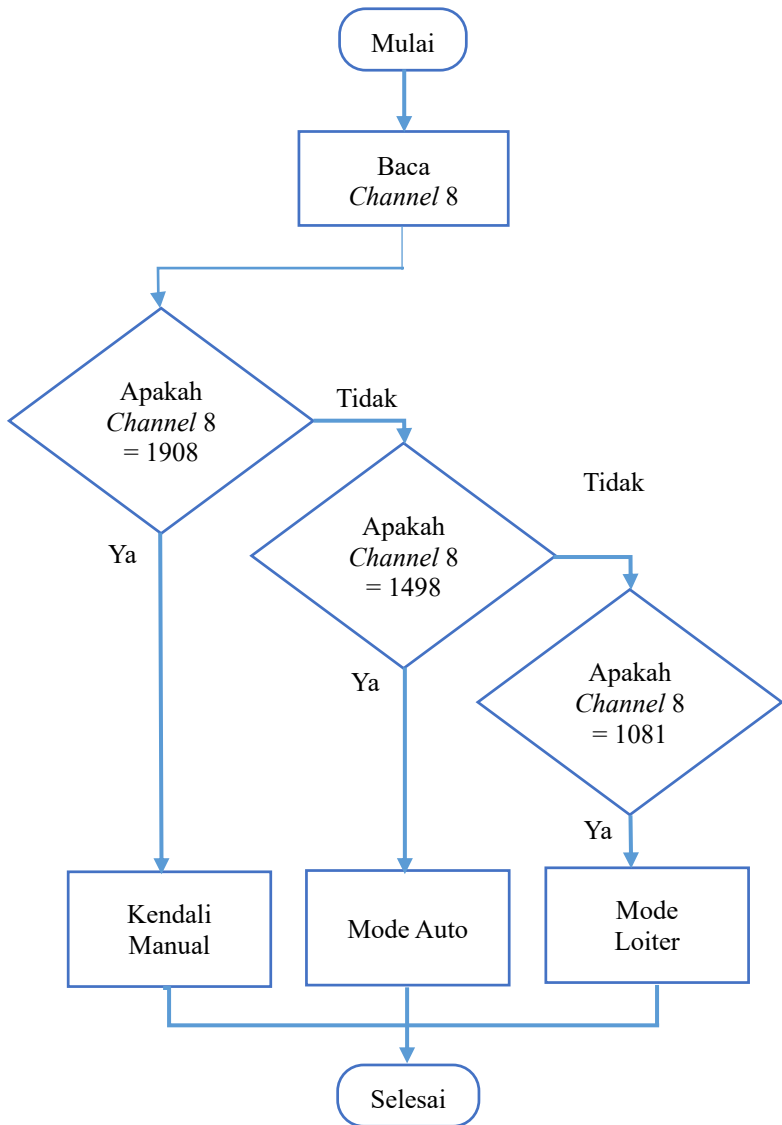 Mulai
Baca
Channel 8
Apakah
Channel 8
= 1908
Tidak
Ya
Apakah
Channel 8
= 1498
Tidak
Ya
Apakah
Channel 8
= 1081
Ya
Kendali
Manual
Mode Auto
Mode
Loiter
Selesai